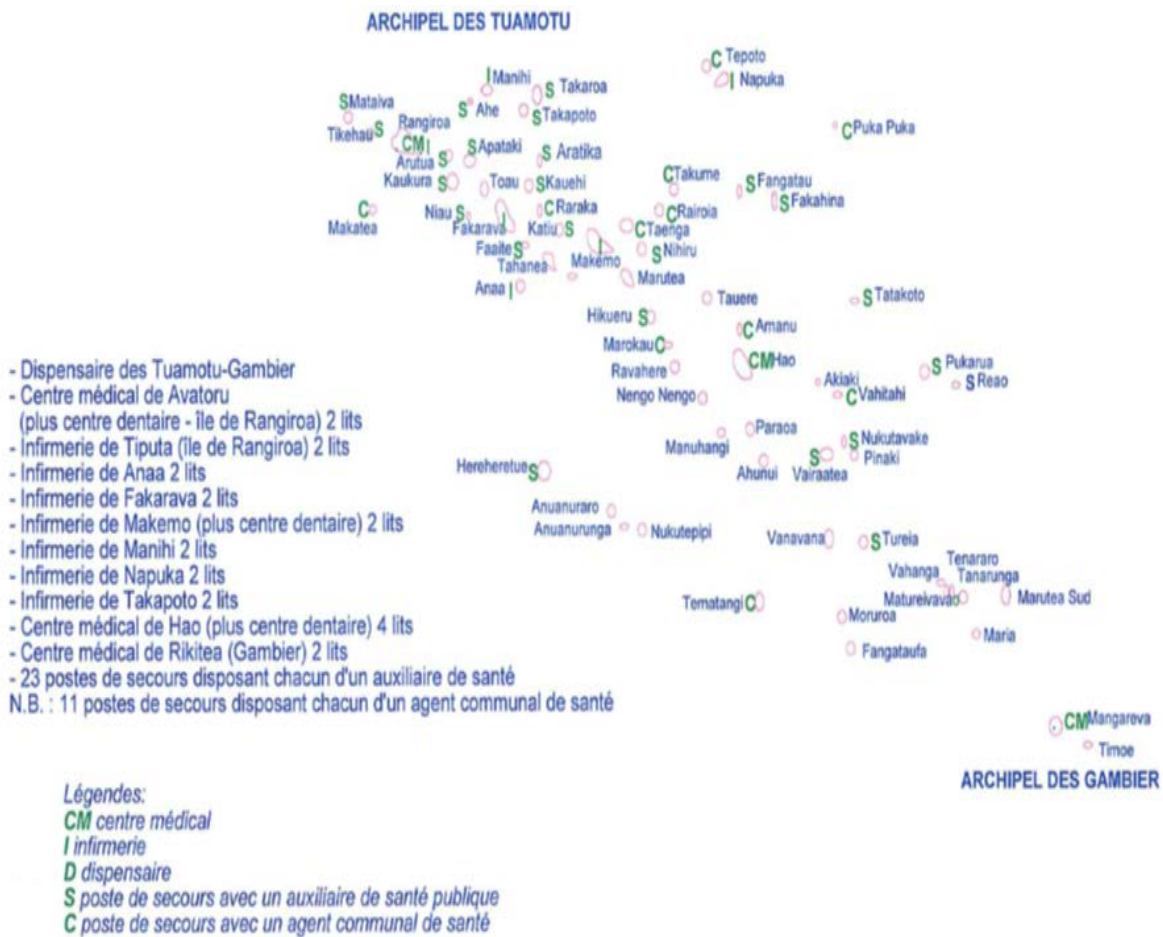 ARCHIPEL DES TUAMOTU
C Tepoto
I Napuka
I Manihi
S Takaroa
S Mataiva
S Ahe
S Takapoto
Tikehau S
Rangiroa
CM I
C Puka Puka
Arutua S
S Apataki
S Aratika
Kaukura S
Toau
S Kauehi
C Takume
S Fangatau
S Fakahina
C
Makatea
Niau S
Fakarava I
C Raraka
Katiu S
C Rairoia
C Taenga
Faaite S
I
Makemo
S Nihiru
Tahanea
Marutea
Anaa I
Tauere
S Tatakoto
Hikueru S
C Amanu
Marokau C
CM Hao
Ravahere
S Pukarua
S Reao
Akiaki
C Vahitahi
Nengo Nengo
Paraoa
Manuhangi
S Nukutavake
Pinaki
Ahunui
S
Vairaatea
Hereheretue S
Anuanuraro
Anuanurunga
Nukutepipi
Vanavana
S Tureia
Tenararo
Vahanga
Tanarunga
Matureivavao
Marutea Sud
Tematangi C
Moruroa
Maria
Fangataufa
CM Mangareva
Timoe
ARCHIPEL DES GAMBIER
- Dispensaire des Tuamotu-Gambier
- Centre médical de Avatoru
(plus centre dentaire - île de Rangiroa) 2 lits
- Infirmerie de Tiputa (île de Rangiroa) 2 lits
- Infirmerie de Anaa 2 lits
- Infirmerie de Fakarava 2 lits
- Infirmerie de Makemo (plus centre dentaire) 2 lits
- Infirmerie de Manihi 2 lits
- Infirmerie de Napuka 2 lits
- Infirmerie de Takapoto 2 lits
- Centre médical de Hao (plus centre dentaire) 4 lits
- Centre médical de Rikitea (Gambier) 2 lits
- 23 postes de secours disposant chacun d'un auxiliaire de santé
N.B. : 11 postes de secours disposant chacun d'un agent communal de santé
Légendes:
CM centre médical
I infirmerie
D dispensaire
S poste de secours avec un auxiliaire de santé publique
C poste de secours avec un agent communal de santé